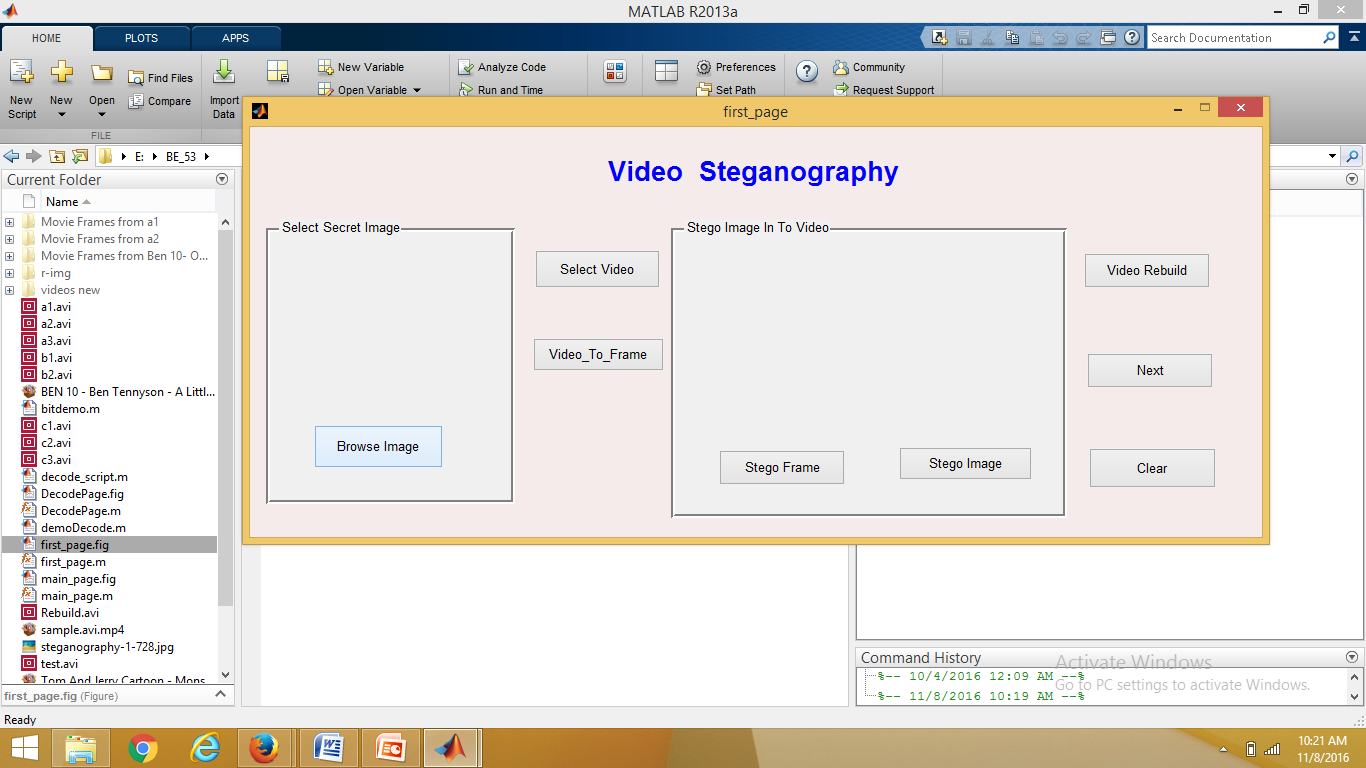 MATLAB R2013a
HOME PLOTS APPS
Search Documentation
New Script
New
Open
Find Files
Compare
Import Data
New Variable
Open Variable
Analyze Code
Run and Time
Preferences
Set Path
Community
Request Support
FILE
E: BE_53
Current Folder
Name
Movie Frames from a1
Movie Frames from a2
Movie Frames from Ben 10- O...
r-img
videos new
a1.avi
a2.avi
a3.avi
b1.avi
b2.avi
BEN 10 - Ben Tennyson - A Littl...
bitdemo.m
c1.avi
c2.avi
c3.avi
decode_script.m
DecodePage.fig
DecodePage.m
demoDecode.m
first_page.fig
first_page.m
main_page.fig
main_page.m
Rebuild.avi
sample.avi.mp4
steganography-1-728.jpg
test.avi
Tom And Jerry Cartoon - Mons...
first_page.fig (Figure)
Ready
first_page
Video Steganography
Select Secret Image
Browse Image
Select Video
Video_To_Frame
Stego Image In To Video
Stego Frame
Stego Image
Video Rebuild
Next
Clear
Command History
%-- 10/4/2016 12:09 AM --%
%-- 11/8/2016 10:19 AM --%
Activate Windows
Go to PC settings to activate Windows.
10:21 AM
11/8/2016